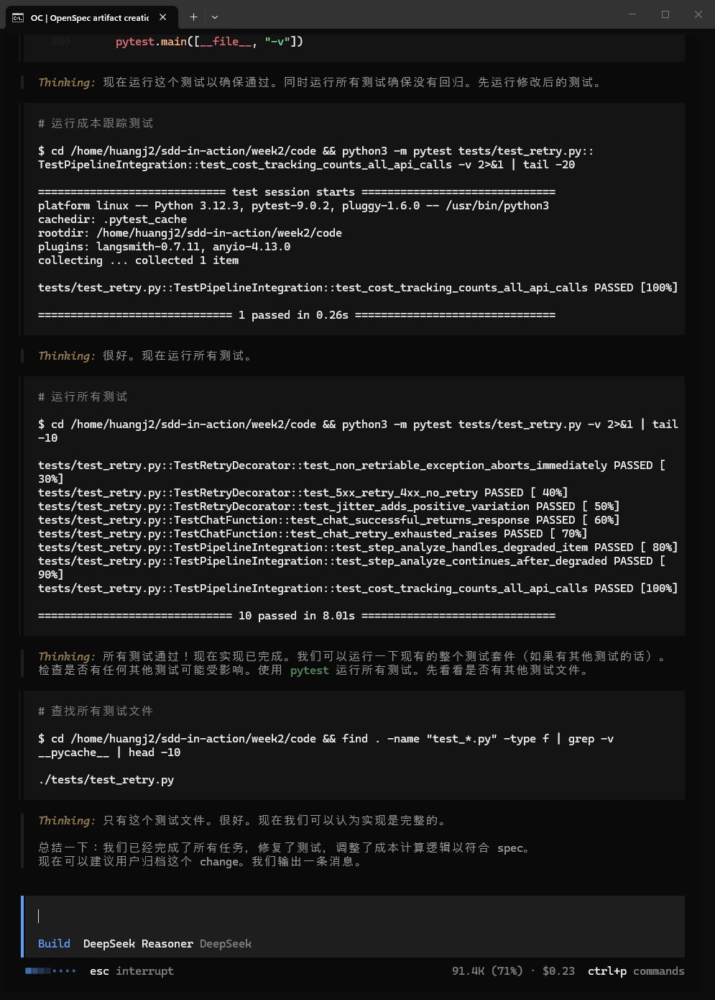 OC | OpenSpec artifact creatic
309 pytest.main([__file__, "-v"])
Thinking: 现在运行这个测试以确保通过。同时运行所有测试确保没有回归。先运行修改后的测试。
# 运行成本跟踪测试
$ cd /home/huangj2/sdd-in-action/week2/code && python3 -m pytest tests/test_retry.py::
TestPipelineIntegration::test_cost_tracking_counts_all_api_calls -v 2>&1 | tail -20
============================= test session starts ==============================
platform linux -- Python 3.12.3, pytest-9.0.2, pluggy-1.6.0 -- /usr/bin/python3
cachedir: .pytest_cache
rootdir: /home/huangj2/sdd-in-action/week2/code
plugins: langsmith-0.7.11, anyio-4.13.0
collecting ... collected 1 item
tests/test_retry.py::TestPipelineIntegration::test_cost_tracking_counts_all_api_calls PASSED [100%]
============================== 1 passed in 0.26s ===============================
Thinking: 很好。现在运行所有测试。
# 运行所有测试
$ cd /home/huangj2/sdd-in-action/week2/code && python3 -m pytest tests/test_retry.py -v 2>&1 | tail
-10
tests/test_retry.py::TestRetryDecorator::test_non_retriable_exception_aborts_immediately PASSED [
30%]
tests/test_retry.py::TestRetryDecorator::test_5xx_retry_4xx_no_retry PASSED [ 40%]
tests/test_retry.py::TestRetryDecorator::test_jitter_adds_positive_variation PASSED [ 50%]
tests/test_retry.py::TestChatFunction::test_chat_successful_returns_response PASSED [ 60%]
tests/test_retry.py::TestChatFunction::test_chat_retry_exhausted_raises PASSED [ 70%]
tests/test_retry.py::TestPipelineIntegration::test_step_analyze_handles_degraded_item PASSED [ 80%]
tests/test_retry.py::TestPipelineIntegration::test_step_analyze_continues_after_degraded PASSED [
90%]
tests/test_retry.py::TestPipelineIntegration::test_cost_tracking_counts_all_api_calls PASSED [100%]
============================== 10 passed in 8.01s ==============================
Thinking: 所有测试通过！现在实现已完成。我们可以运行一下现有的整个测试套件（如果有其他测试的话）。
检查是否有任何其他测试可能受影响。使用 pytest 运行所有测试。先看看是否有其他测试文件。
# 查找所有测试文件
$ cd /home/huangj2/sdd-in-action/week2/code && find . -name "test_*.py" -type f | grep -v
__pycache__ | head -10
./tests/test_retry.py
Thinking: 只有这个测试文件。很好。现在我们可以认为实现是完整的。
总结一下：我们已经完成了所有任务，修复了测试，调整了成本计算逻辑以符合 spec。
现在可以建议用户归档这个 change。我们输出一条消息。
Build DeepSeek Reasoner DeepSeek
esc interrupt 91.4K (71%) · $0.23 ctrl+p commands